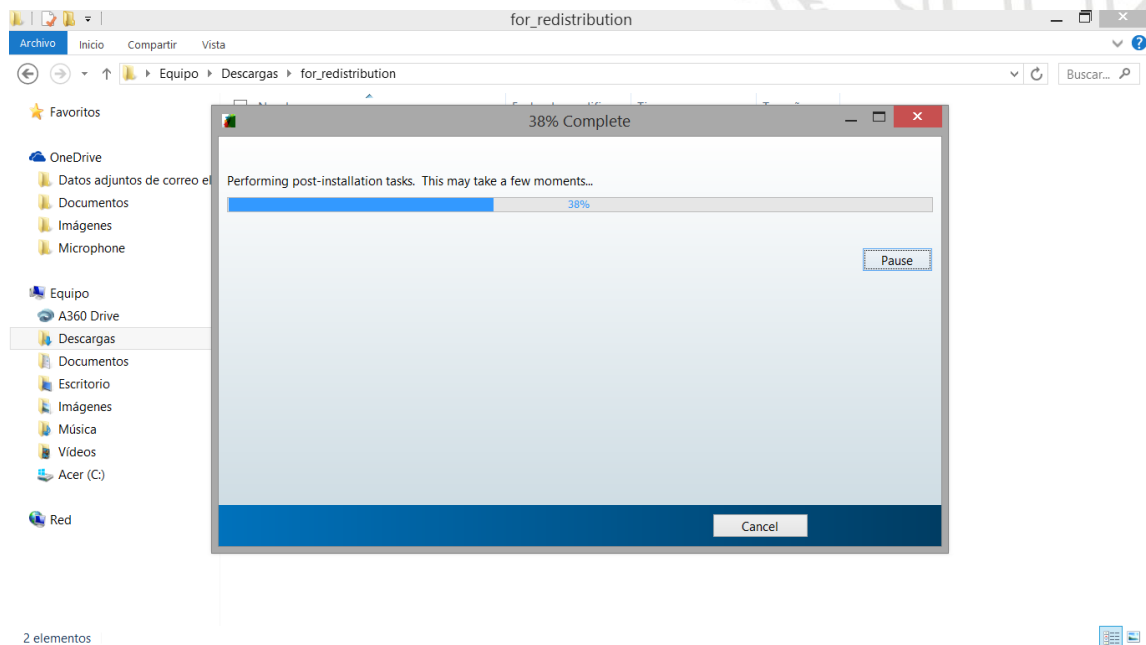 for_redistribution
Archivo Inicio Compartir Vista
Equipo Descargas for_redistribution Buscar...
Favoritos
38% Complete
OneDrive
Datos adjuntos de correo el
Performing post-installation tasks. This may take a few moments...
Documentos
38%
Imágenes
Microphone
Pause
Equipo
A360 Drive
Descargas
Documentos
Escritorio
Imágenes
Música
Vídeos
Acer (C:)
Red
Cancel
2 elementos